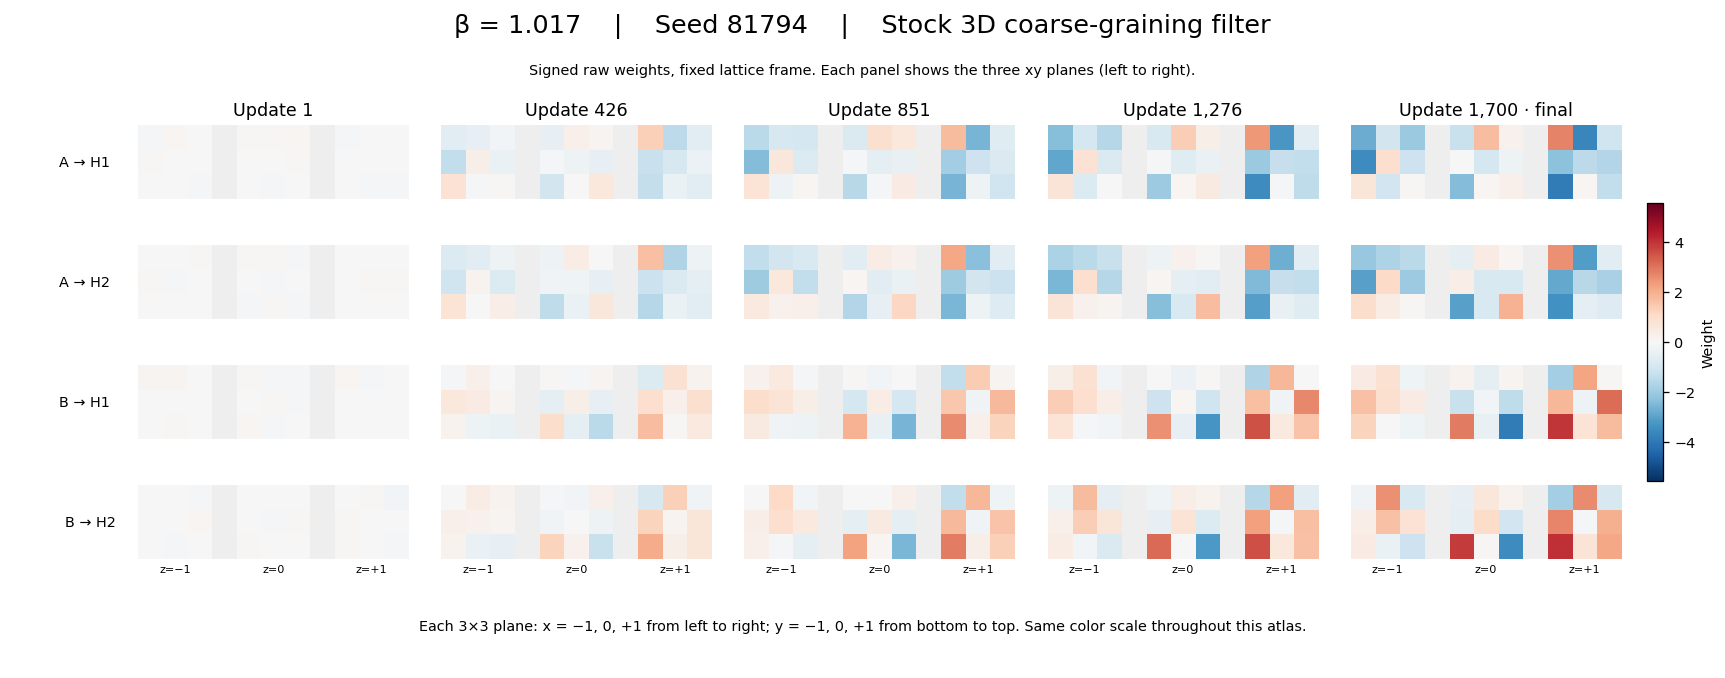 β = 1.017 | Seed 81794 | Stock 3D coarse-graining filter
Signed raw weights, fixed lattice frame. Each panel shows the three xy planes (left to right).
Update 1 Update 426 Update 851 Update 1,276 Update 1,700 · final
A → H1
A → H2
B → H1
B → H2
4
2
0
−2
−4
Weight
z=−1 z=0 z=+1 z=−1 z=0 z=+1 z=−1 z=0 z=+1 z=−1 z=0 z=+1 z=−1 z=0 z=+1
Each 3×3 plane: x = −1, 0, +1 from left to right; y = −1, 0, +1 from bottom to top. Same color scale throughout this atlas.